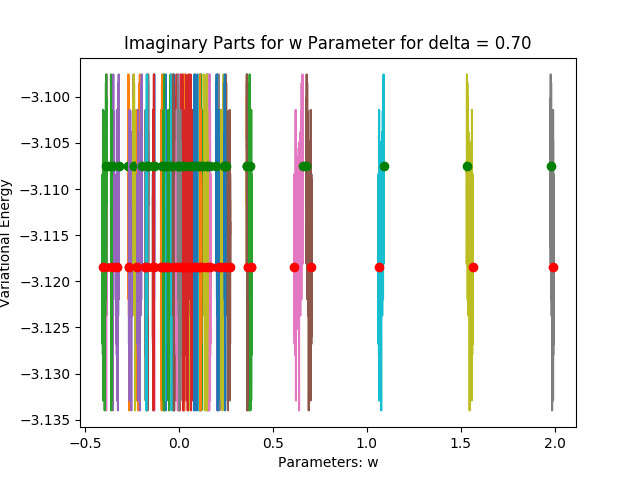 Imaginary Parts for w Parameter for delta = 0.70
Variational Energy
−3.100
−3.105
−3.110
−3.115
−3.120
−3.125
−3.130
−3.135
−0.5 0.0 0.5 1.0 1.5 2.0
Parameters: w